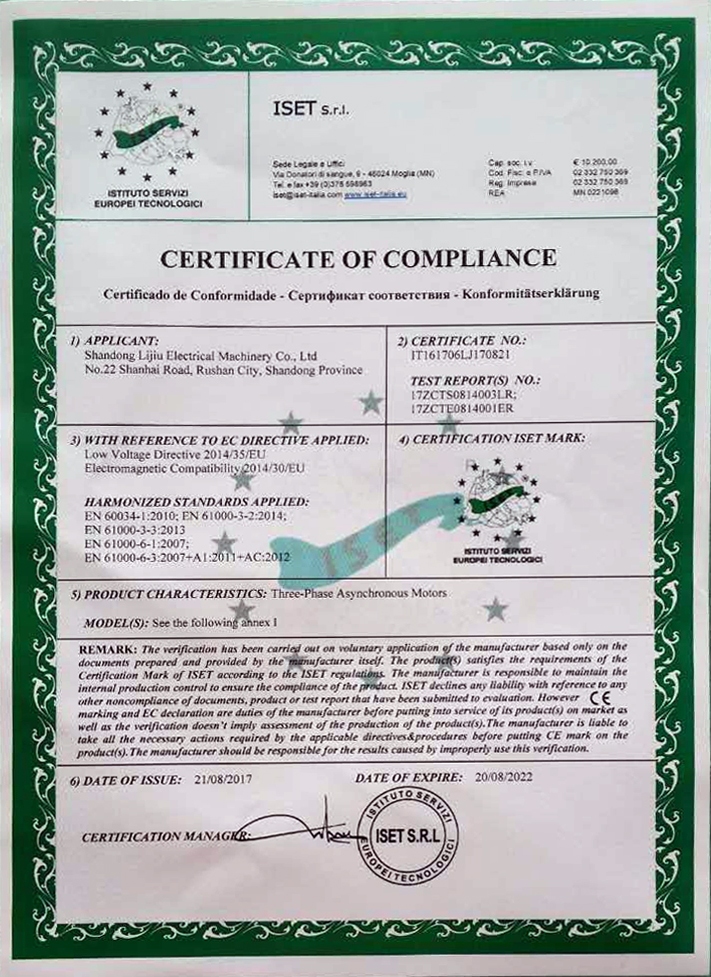 ISTITUTO SERVIZI
EUROPEI TECNOLOGICI
ISET s.r.l.
Sede Legale e Uffici
Via Donatori di sangue, 9 - 46024 Moglia (MN)
Tel. e fax +39 (0)376 598963
iset@iset-italia.com www.iset-italia.eu
Cap. soc. i.v. € 10.200,00
Cod. Fisc. e P.IVA 02 332 750 369
Reg. Imprese 02 332 750 369
REA MN 0221098
CERTIFICATE OF COMPLIANCE
Certificado de Conformidade - Сертификат соответствия - Konformitätserklärung
1) APPLICANT:
Shandong Lijiu Electrical Machinery Co., Ltd
No.22 Shanhai Road, Rushan City, Shandong Province
2) CERTIFICATE NO.:
IT161706LJ170821
TEST REPORT(S) NO.:
17ZCTS0814003LR;
17ZCTE0814001ER
3) WITH REFERENCE TO EC DIRECTIVE APPLIED:
Low Voltage Directive 2014/35/EU
Electromagnetic Compatibility 2014/30/EU
HARMONIZED STANDARDS APPLIED:
EN 60034-1:2010; EN 61000-3-2:2014;
EN 61000-3-3:2013
EN 61000-6-1:2007;
EN 61000-6-3:2007+A1:2011+AC:2012
4) CERTIFICATION ISET MARK:
ISTITUTO SERVIZI
EUROPEI TECNOLOGICI
ISET
5) PRODUCT CHARACTERISTICS: Three-Phase Asynchronous Motors
MODEL(S): See the following annex I
REMARK: The verification has been carried out on voluntary application of the manufacturer based only on the
documents prepared and provided by the manufacturer itself. The product(s) satisfies the requirements of the
Certification Mark of ISET according to the ISET regulations. The manufacturer is responsible to maintain the
internal production control to ensure the compliance of the product. ISET declines any liability with reference to any
other noncompliance of documents, product or test report that have been submitted to evaluation. However CE
marking and EC declaration are duties of the manufacturer before putting into service of its product(s) on market as
well as the verification doesn't imply assessment of the production of the product(s). The manufacturer is liable to
take all the necessary actions required by the applicable directives&procedures before putting CE mark on the
product(s). The manufacturer should be responsible for the results caused by improperly use this verification.
6) DATE OF ISSUE: 21/08/2017 DATE OF EXPIRE: 20/08/2022
CERTIFICATION MANAGER:
ISTITUTO SERVIZI
ISET S.R.L
EUROPEI TECNOLOGICI